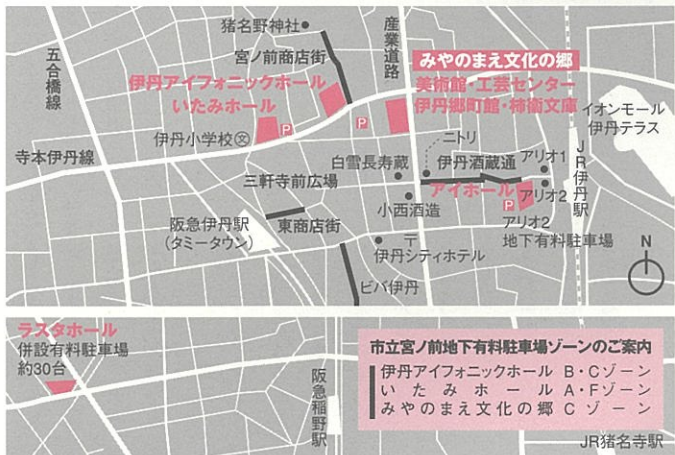 猪名野神社
宮ノ前商店街
産業道路
五合橋線
みやのまえ文化の郷
美術館・工芸センター
伊丹郷町館・柿衞文庫
伊丹アイフォニックホール
いたみホール
P
P
イオンモール
伊丹テラス
伊丹小学校
文
寺本伊丹線
ニトリ
白雪長寿蔵
伊丹酒蔵通
アリオ1
JR伊丹駅
三軒寺前広場
アイホール
アリオ2
P
小西酒造
アリオ2
地下有料駐車場
東商店街
阪急伊丹駅
(タミータウン)
〒
伊丹シティホテル
N
ビバ伊丹
ラスタホール
併設有料駐車場
約30台
阪急稲野駅
市立宮ノ前地下有料駐車場ゾーンのご案内
伊丹アイフォニックホール B・Cゾーン
いたみホール A・Fゾーン
みやのまえ文化の郷 Cゾーン
JR猪名寺駅